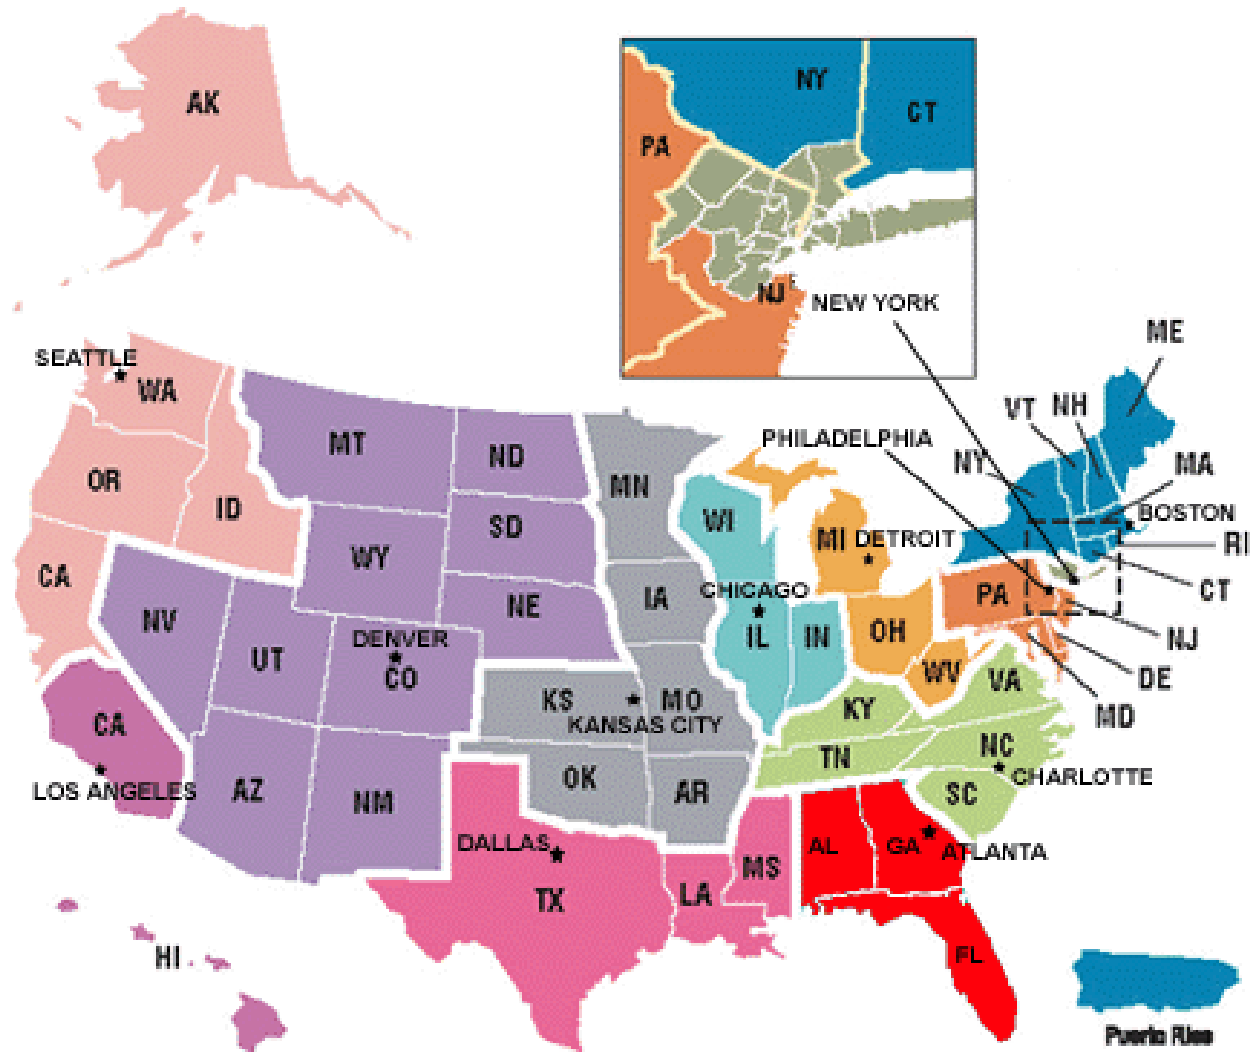 AK
NY
CT
PA
NJ
NEW YORK
ME
SEATTLE
WA
VT
NH
PHILADELPHIA
NY
MA
MT
ND
OR
ID
MN
WI
SD
BOSTON
MI
DETROIT
RI
WY
CA
CHICAGO
CT
IA
NE
PA
NV
DENVER
IL
IN
OH
NJ
UT
CO
WV
VA
DE
KS
MO
KY
MD
KANSAS CITY
CA
TN
NC
OK
CHARLOTTE
LOS ANGELES
AZ
NM
AR
SC
DALLAS
AL
GA
ATLANTA
MS
TX
LA
HI
FL
Puerto Rico